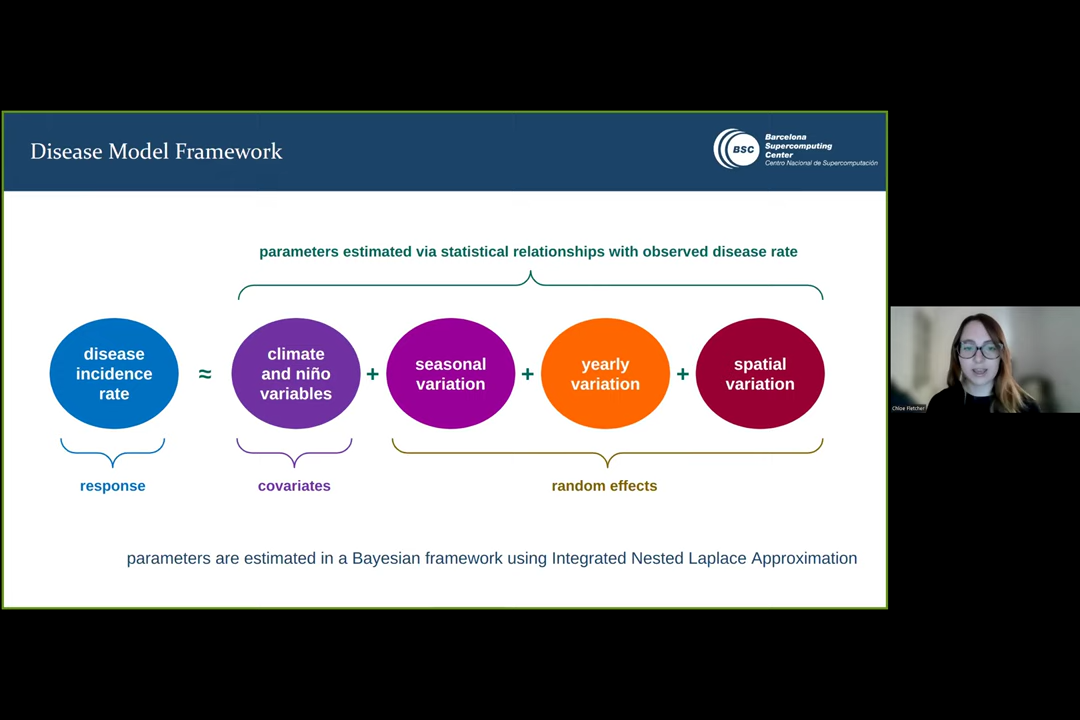 Disease Model Framework
BSC
Barcelona
Supercomputing
Center
Centro Nacional de Supercomputación
parameters estimated via statistical relationships with observed disease rate
disease
incidence
rate
≈
climate
and niño
variables
+
seasonal
variation
+
yearly
variation
+
spatial
variation
response
covariates
random effects
parameters are estimated in a Bayesian framework using Integrated Nested Laplace Approximation
Chloe Fletcher